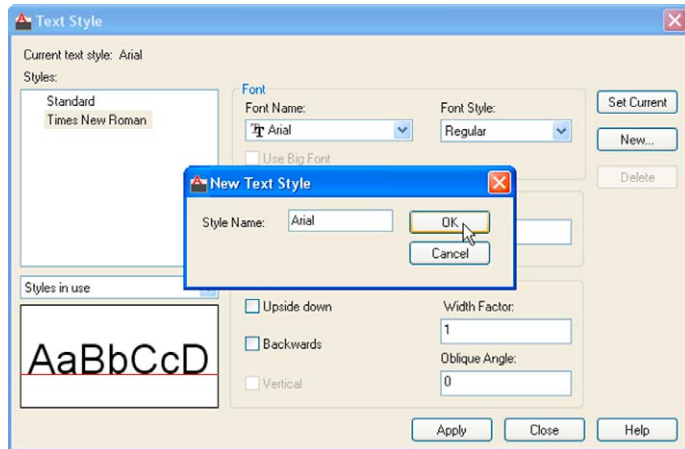 Text Style
Current text style: Arial
Styles:
Standard
Times New Roman
Font
Font Name:
Arial
Use Big Font
Font Style:
Regular
Set Current
New...
Delete
New Text Style
Style Name:
Arial
OK
Cancel
Styles in use
AaBbCcD
Upside down
Backwards
Vertical
Width Factor:
1
Oblique Angle:
0
Apply
Close
Help